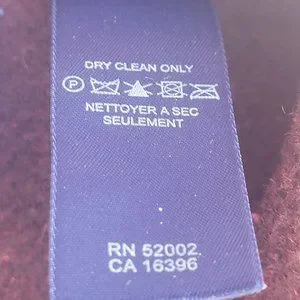 DRY CLEAN ONLY
P
NETTOYER A SEC
SEULEMENT
RN 52002
CA 16396